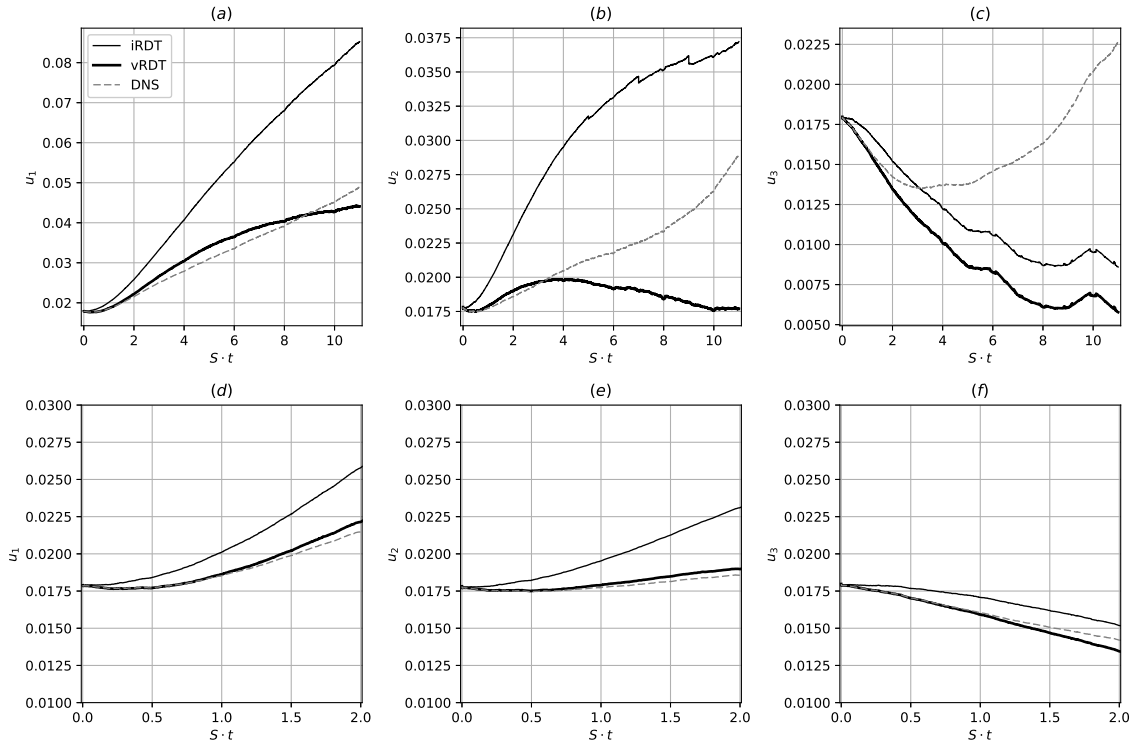 (a)
u1
0.08
0.07
0.06
0.05
0.04
0.03
0.02
iRDT
vRDT
DNS
0 2 4 6 8 10
S · t
(b)
u2
0.0375
0.0350
0.0325
0.0300
0.0275
0.0250
0.0225
0.0200
0.0175
0 2 4 6 8 10
S · t
(c)
u3
0.0225
0.0200
0.0175
0.0150
0.0125
0.0100
0.0075
0.0050
0 2 4 6 8 10
S · t
(d)
u1
0.0300
0.0275
0.0250
0.0225
0.0200
0.0175
0.0150
0.0125
0.0100
0.0 0.5 1.0 1.5 2.0
S · t
(e)
u2
0.0300
0.0275
0.0250
0.0225
0.0200
0.0175
0.0150
0.0125
0.0100
0.0 0.5 1.0 1.5 2.0
S · t
(f)
u3
0.0300
0.0275
0.0250
0.0225
0.0200
0.0175
0.0150
0.0125
0.0100
0.0 0.5 1.0 1.5 2.0
S · t